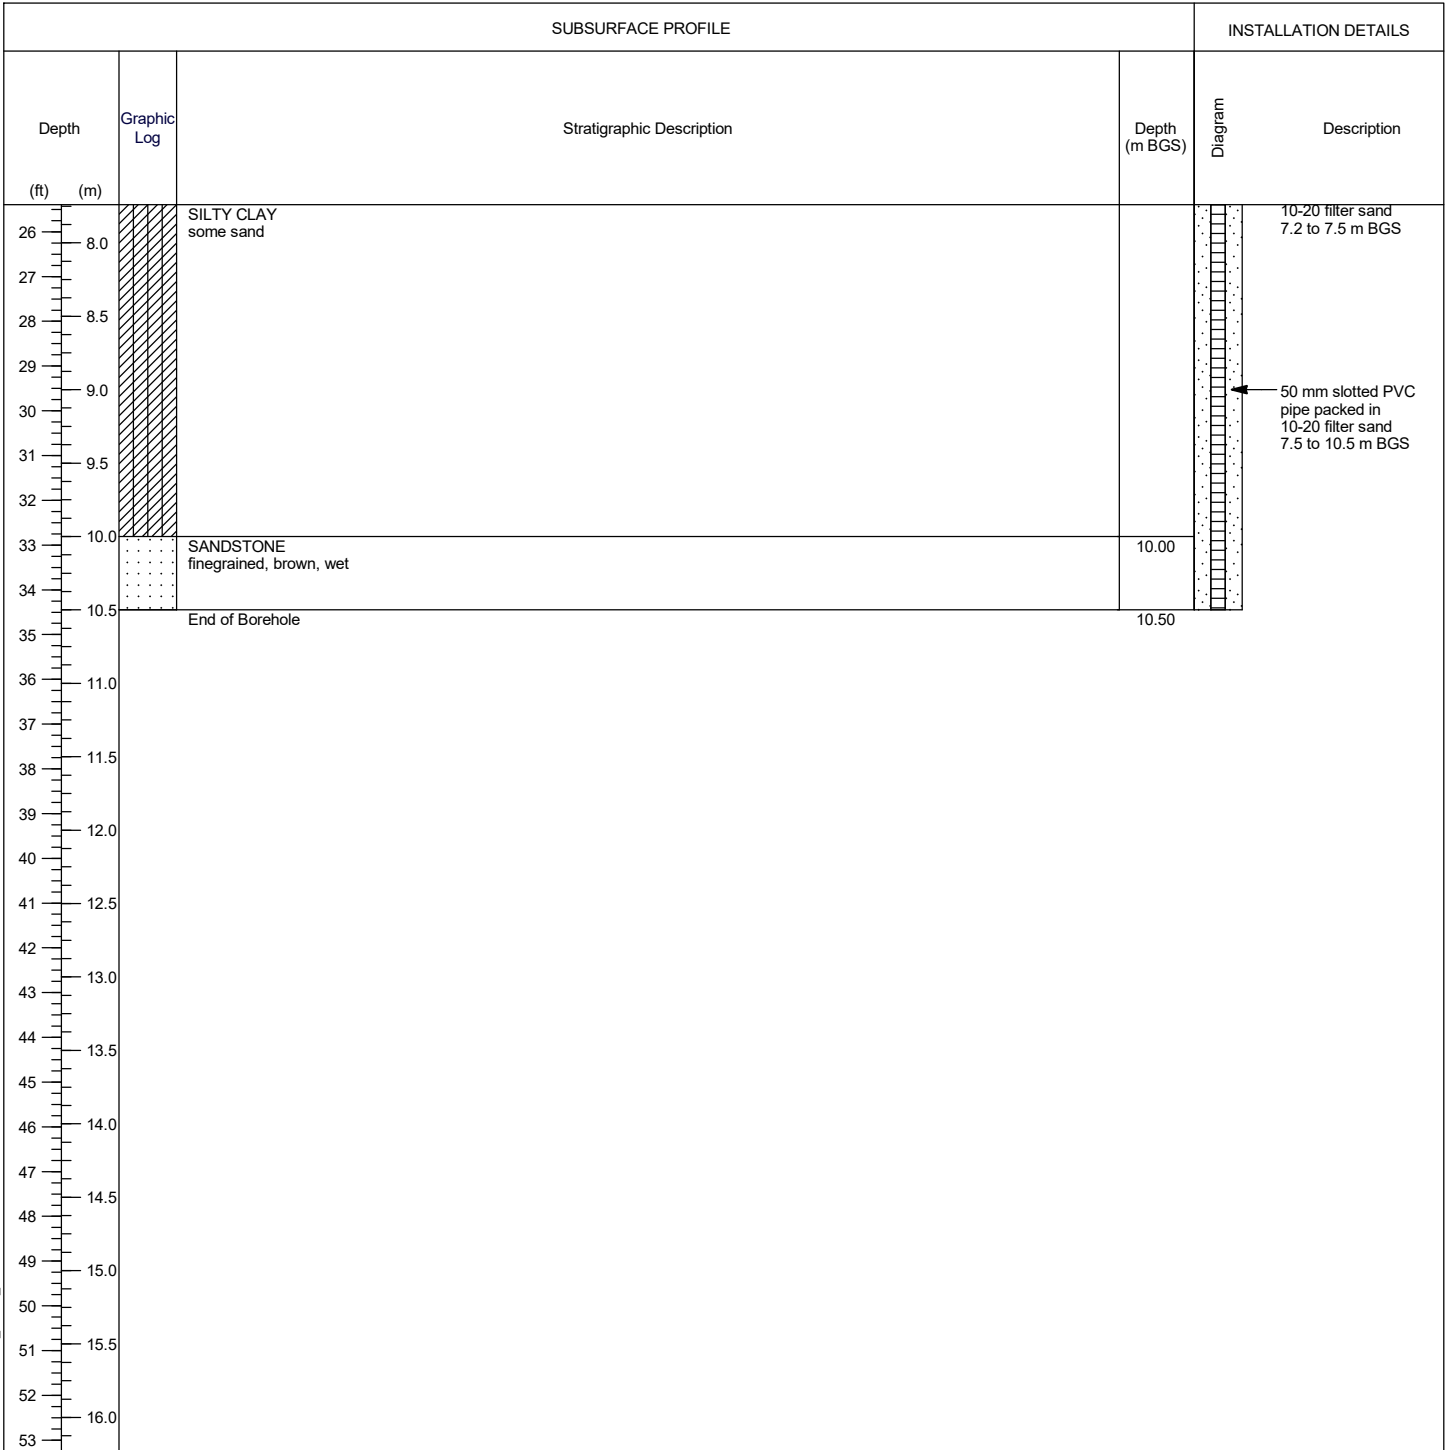 SUBSURFACE PROFILE
INSTALLATION DETAILS
Depth
Graphic
Log
Stratigraphic Description
Depth
(m BGS)
Diagram
Description
(ft) (m)
SILTY CLAY
some sand
10-20 filter sand
7.2 to 7.5 m BGS
26
8.0
27
28
8.5
29
9.0
50 mm slotted PVC
pipe packed in
10-20 filter sand
7.5 to 10.5 m BGS
30
31
9.5
32
10.0
33
SANDSTONE
finegrained, brown, wet
10.00
34
10.5
End of Borehole
10.50
35
36
11.0
37
11.5
38
39
12.0
40
41
12.5
42
13.0
43
44
13.5
45
46
14.0
47
14.5
48
49
15.0
50
15.5
51
52
16.0
53